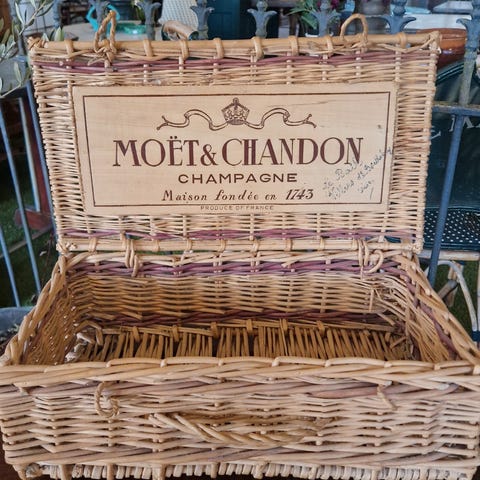 MOËT & CHANDON
CHAMPAGNE
Maison fondée en 1743
PRODUCE OF FRANCE